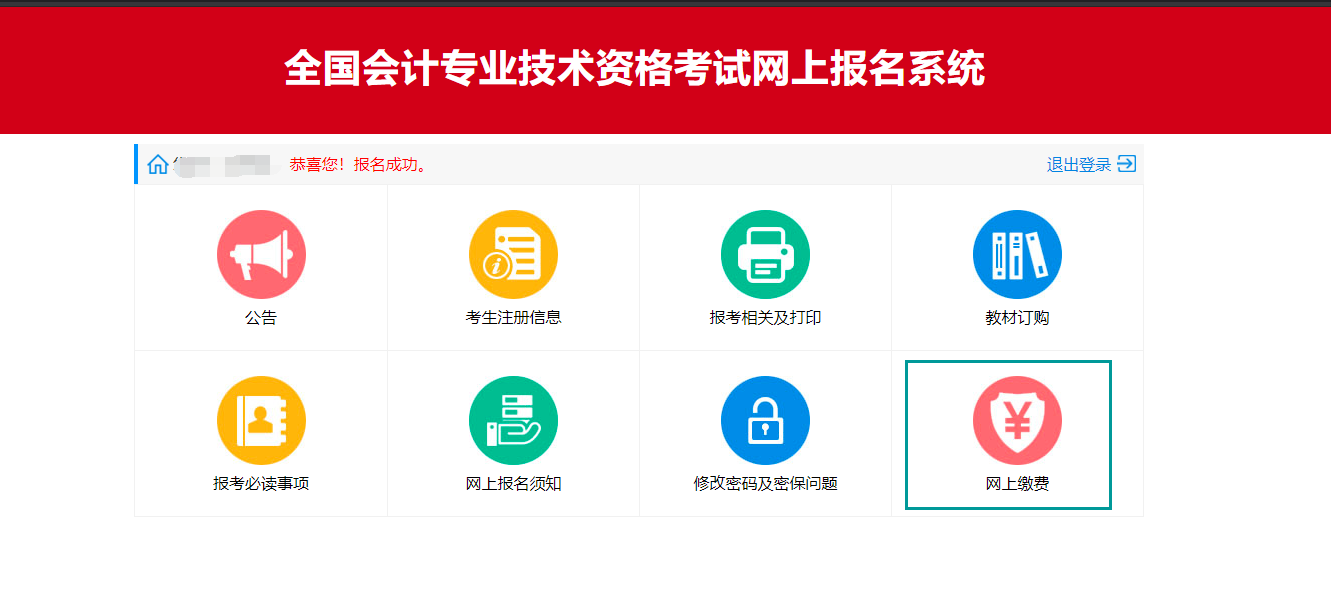 全国会计专业技术资格考试网上报名系统
恭喜您！报名成功。 退出登录
公告 考生注册信息 报考相关及打印 教材订购
报考必读事项 网上报名须知 修改密码及密保问题 网上缴费